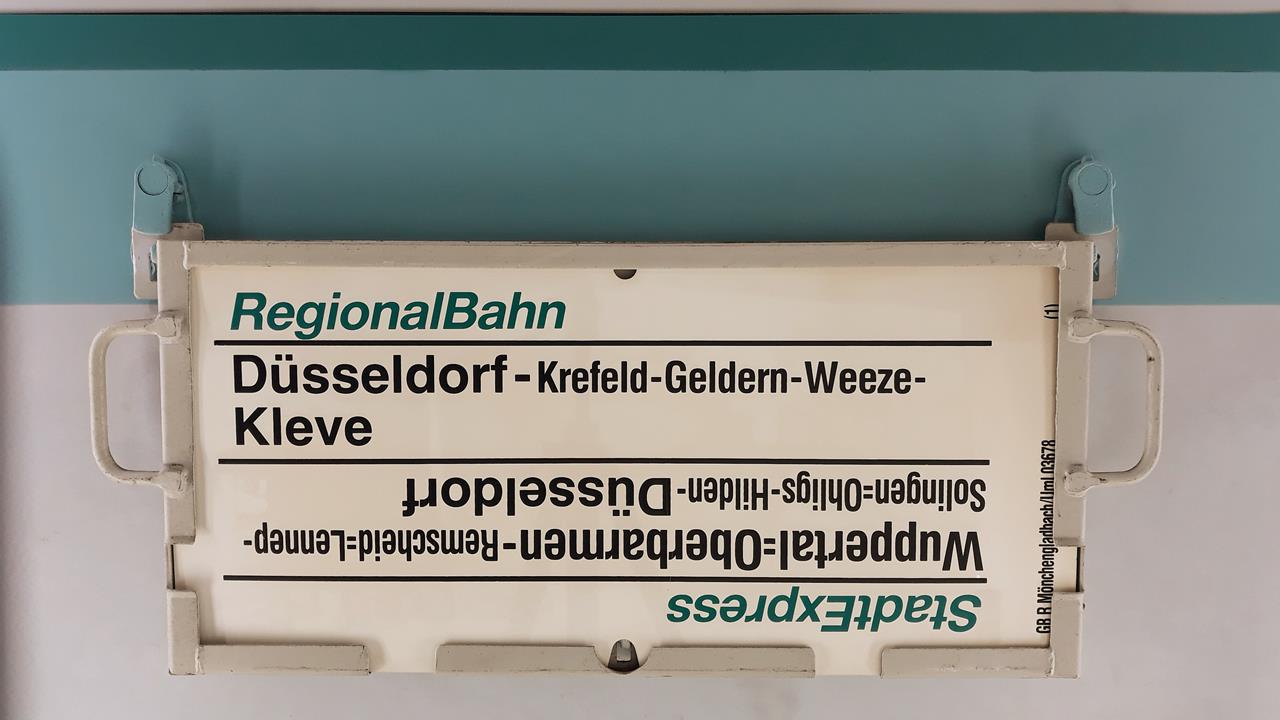 RegionalBahn
Düsseldorf-Krefeld-Geldern-Weeze-
Kleve
StadtExpress
Wuppertal=Oberbarmen-Remscheid=Lennep-
Solingen=Ohligs-Hilden-Düsseldorf
(1)
GB R Mönchengladbach/Uml 03678